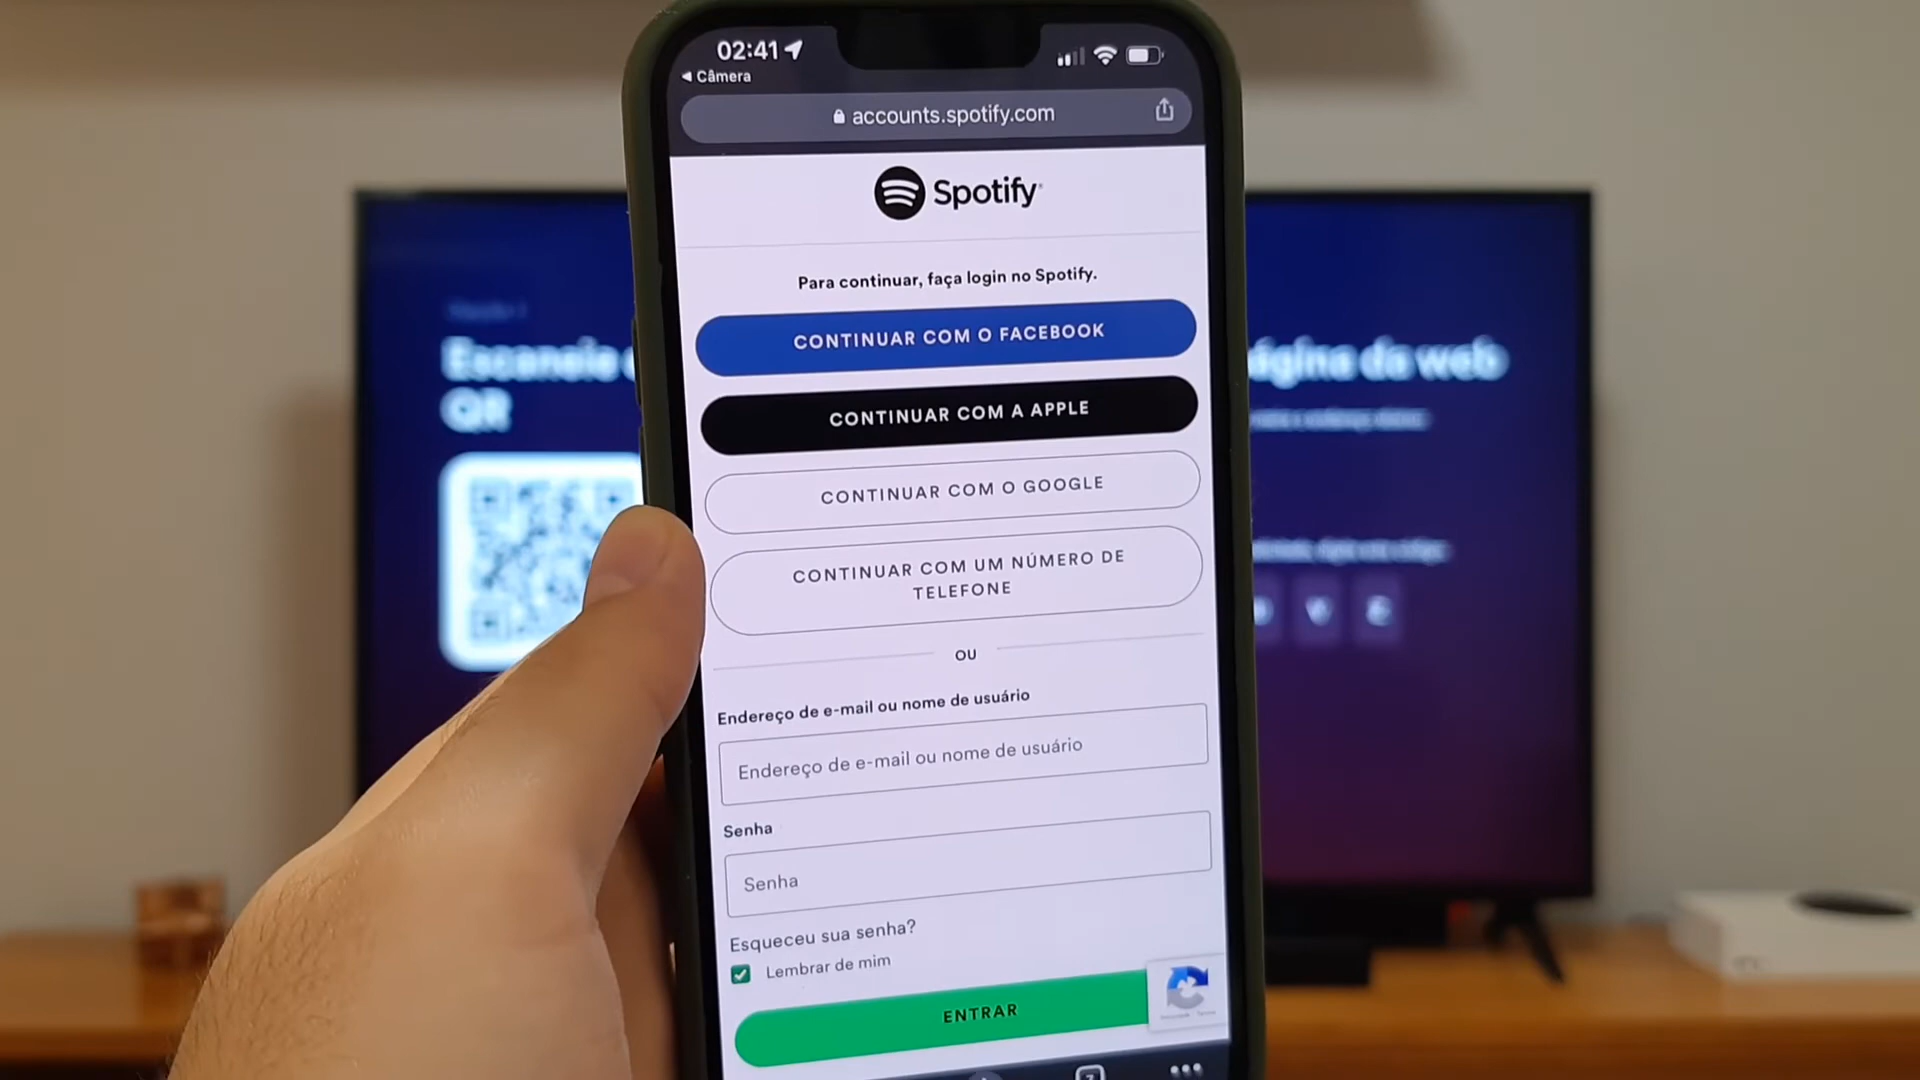 02:41
Câmera
accounts.spotify.com
Spotify
Para continuar, faça login no Spotify.
CONTINUAR COM O FACEBOOK
CONTINUAR COM A APPLE
CONTINUAR COM O GOOGLE
CONTINUAR COM UM NÚMERO DE
TELEFONE
OU
Endereço de e-mail ou nome de usuário
Endereço de e-mail ou nome de usuário
Senha
Senha
Esqueceu sua senha?
Lembrar de mim
ENTRAR
Escaneie
QR
página da web
V